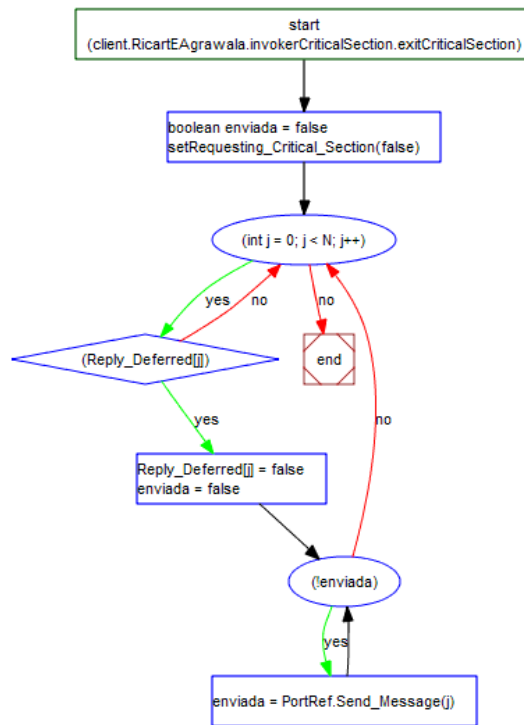 start
(client.RicartEAgrawala.invokerCriticalSection.exitCriticalSection)
boolean enviada = false
setRequesting_Critical_Section(false)
(int j = 0; j < N; j++)
yes
no
no
(Reply_Deferred[j])
end
yes
no
Reply_Deferred[j] = false
enviada = false
(!enviada)
yes
enviada = PortRef.Send_Message(j)